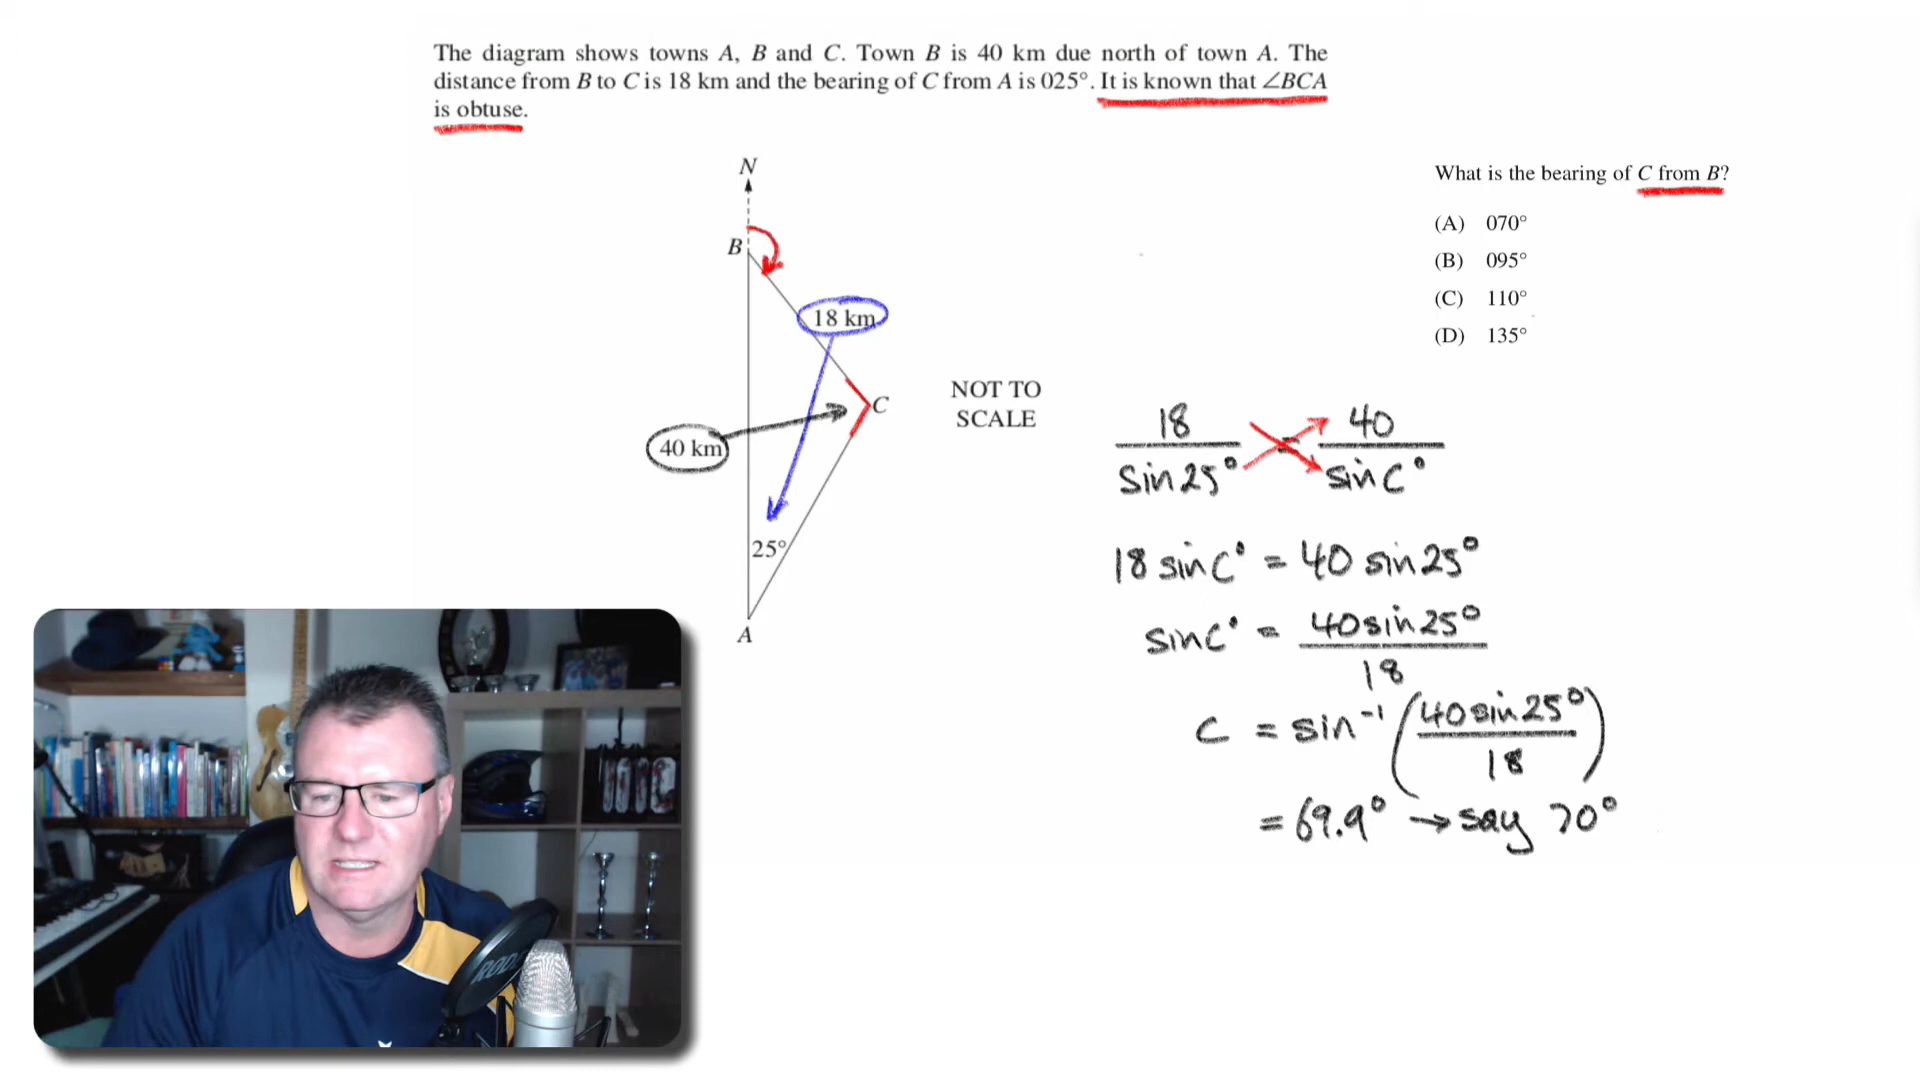 The diagram shows towns A, B and C. Town B is 40 km due north of town A. The
distance from B to C is 18 km and the bearing of C from A is 025°. It is known that ∠BCA
is obtuse.
N
B
18 km
C
40 km
25°
A
NOT TO
SCALE
What is the bearing of C from B?
(A) 070°
(B) 095°
(C) 110°
(D) 135°
18/sin25° = 40/sinC°
18 sinC° = 40 sin25°
sinC° = 40sin25°/18
C = sin⁻¹(40sin25°/18)
= 69.9° → say 70°
RODE